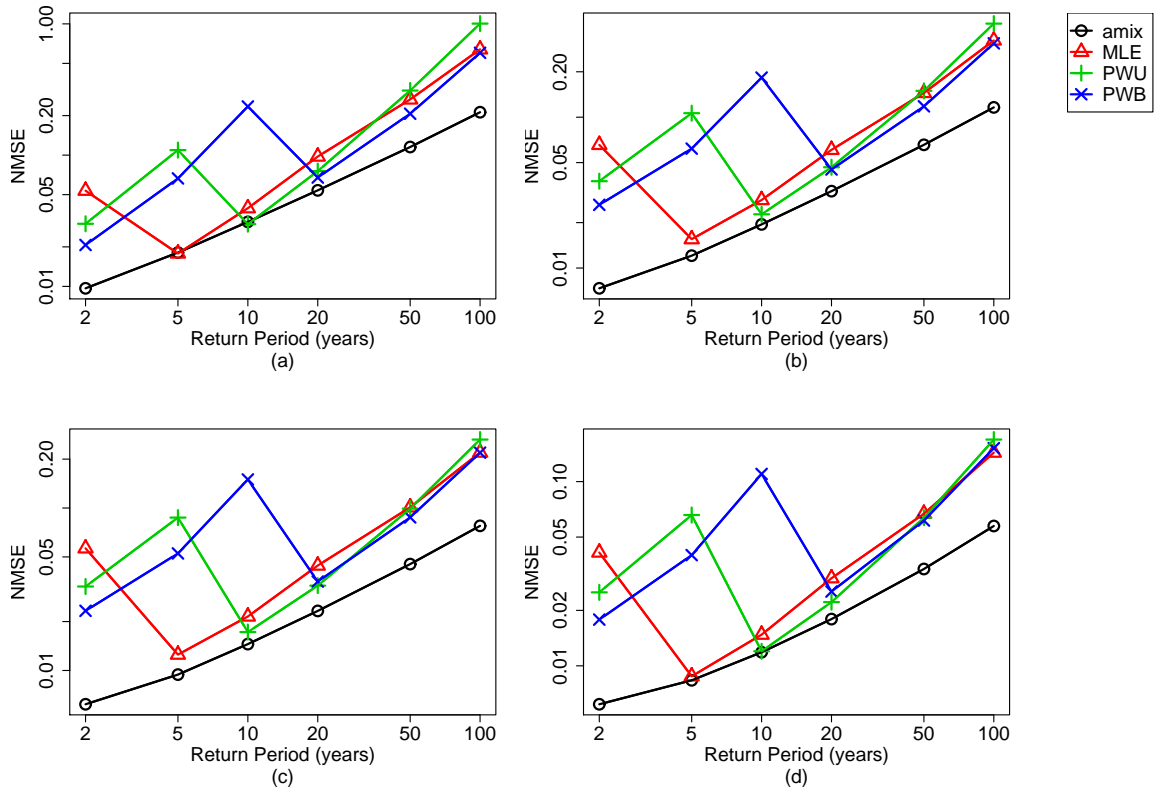 1.00
0.20
0.05
0.01
NMSE
2 5 10 20 50 100
Return Period (years)
(a)
0.20
0.05
0.01
NMSE
2 5 10 20 50 100
Return Period (years)
(b)
amix
MLE
PWU
PWB
0.20
0.05
0.01
NMSE
2 5 10 20 50 100
Return Period (years)
(c)
0.10
0.05
0.02
0.01
NMSE
2 5 10 20 50 100
Return Period (years)
(d)